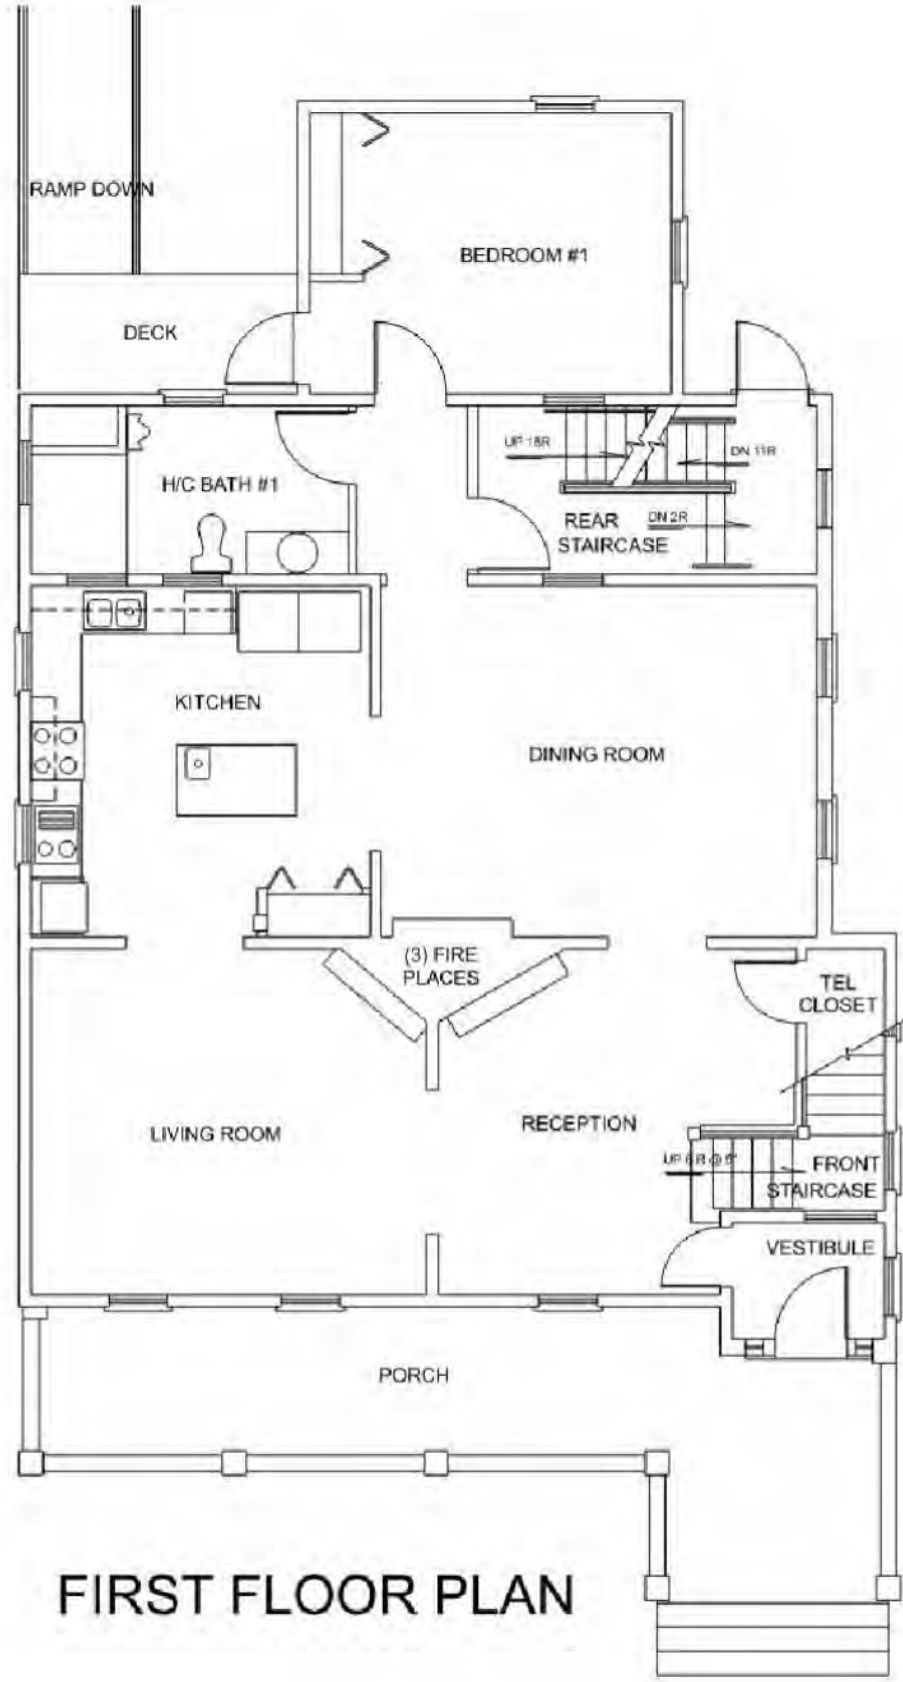 RAMP DOWN
BEDROOM #1
DECK
UP 18R
DN 11R
H/C BATH #1
REAR
STAIRCASE
DN 2R
KITCHEN
DINING ROOM
(3) FIRE
PLACES
TEL
CLOSET
LIVING ROOM
RECEPTION
FRONT
STAIRCASE
VESTIBULE
PORCH
FIRST FLOOR PLAN